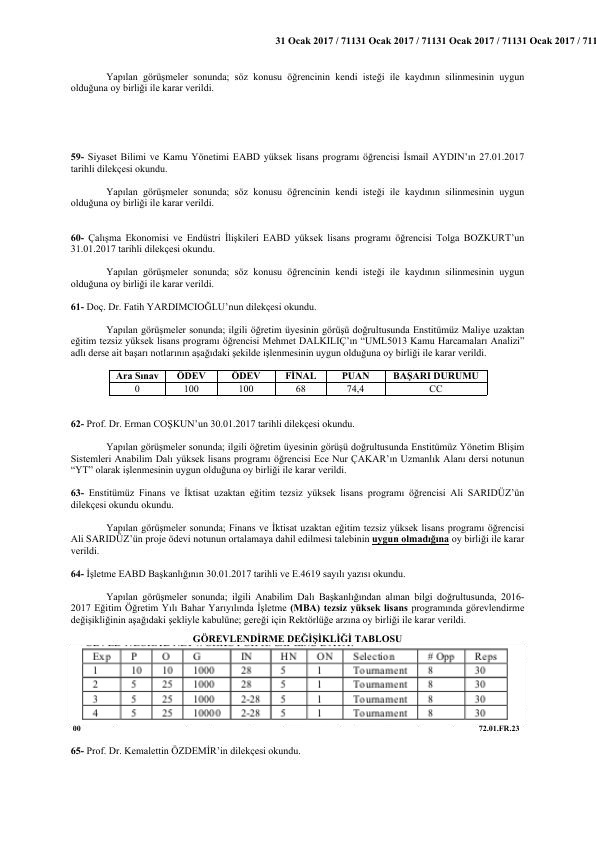 31 Ocak 2017 / 71131 Ocak 2017 / 71131 Ocak 2017 / 71131 Ocak 2017 / 711
Yapılan görüşmeler sonunda; söz konusu öğrencinin kendi isteği ile kaydının silinmesinin uygun
olduğuna oy birliği ile karar verildi.
59- Siyaset Bilimi ve Kamu Yönetimi EABD yüksek lisans programı öğrencisi İsmail AYDIN’ın 27.01.2017
tarihli dilekçesi okundu.
Yapılan görüşmeler sonunda; söz konusu öğrencinin kendi isteği ile kaydının silinmesinin uygun
olduğuna oy birliği ile karar verildi.
60- Çalışma Ekonomisi ve Endüstri İlişkileri EABD yüksek lisans programı öğrencisi Tolga BOZKURT’un
31.01.2017 tarihli dilekçesi okundu.
Yapılan görüşmeler sonunda; söz konusu öğrencinin kendi isteği ile kaydının silinmesinin uygun
olduğuna oy birliği ile karar verildi.
61- Doç. Dr. Fatih YARDIMCIOĞLU’nun dilekçesi okundu.
Yapılan görüşmeler sonunda; ilgili öğretim üyesinin görüşü doğrultusunda Enstitümüz Maliye uzaktan
eğitim tezsiz yüksek lisans programı öğrencisi Mehmet DALKILIÇ’ın “UML5013 Kamu Harcamaları Analizi”
adlı derse ait başarı notlarının aşağıdaki şekilde işlenmesinin uygun olduğuna oy birliği ile karar verildi.
Ara Sınav ÖDEV ÖDEV FİNAL PUAN BAŞARI DURUMU
0 100 100 68 74,4 CC
62- Prof. Dr. Erman COŞKUN’un 30.01.2017 tarihli dilekçesi okundu.
Yapılan görüşmeler sonunda; ilgili öğretim üyesinin görüşü doğrultusunda Enstitümüz Yönetim Blişim
Sistemleri Anabilim Dalı yüksek lisans programı öğrencisi Ece Nur ÇAKAR’ın Uzmanlık Alanı dersi notunun
“YT” olarak işlenmesinin uygun olduğuna oy birliği ile karar verildi.
63- Enstitümüz Finans ve İktisat uzaktan eğitim tezsiz yüksek lisans programı öğrencisi Ali SARIDÜZ’ün
dilekçesi okundu okundu.
Yapılan görüşmeler sonunda; Finans ve İktisat uzaktan eğitim tezsiz yüksek lisans programı öğrencisi
Ali SARIDÜZ’ün proje ödevi notunun ortalamaya dahil edilmesi talebinin uygun olmadığına oy birliği ile karar
verildi.
64- İşletme EABD Başkanlığının 30.01.2017 tarihli ve E.4619 sayılı yazısı okundu.
Yapılan görüşmeler sonunda; ilgili Anabilim Dalı Başkanlığından alınan bilgi doğrultusunda, 2016-
2017 Eğitim Öğretim Yılı Bahar Yarıyılında İşletme (MBA) tezsiz yüksek lisans programında görevlendirme
değişikliğinin aşağıdaki şekliyle kabulüne; gereği için Rektörlüğe arzına oy birliği ile karar verildi.
GÖREVLENDİRME DEĞİŞİKLİĞİ TABLOSU
Exp P O G IN HN ON Selection # Opp Reps
1 10 10 1000 28 5 1 Tournament 8 30
2 5 25 1000 28 5 1 Tournament 8 30
3 5 25 1000 2-28 5 1 Tournament 8 30
4 5 25 10000 2-28 5 1 Tournament 8 30
00 72.01.FR.23
65- Prof. Dr. Kemalettin ÖZDEMİR’in dilekçesi okundu.